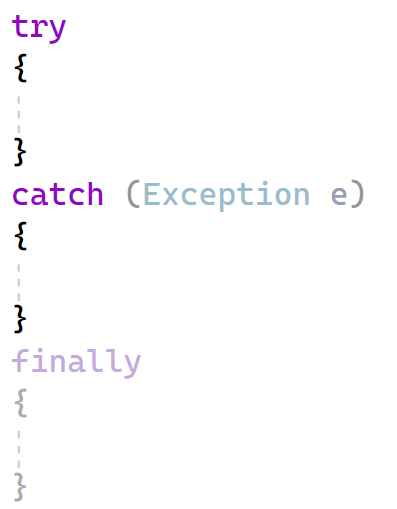 try
{
}
catch (Exception e)
{
}
finally
{
}